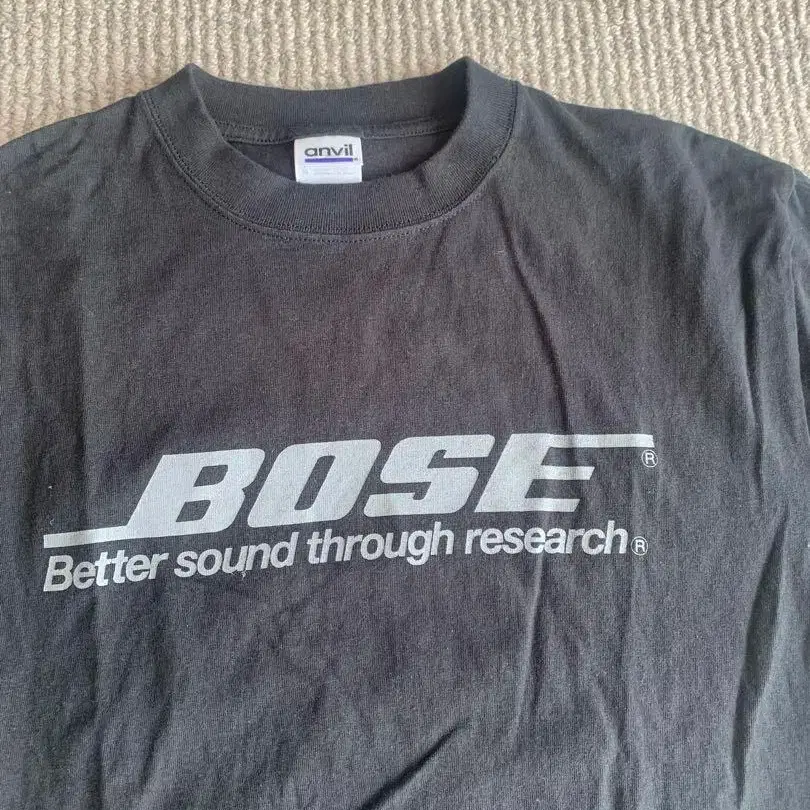 anvil
BOSE®
Better sound through research®